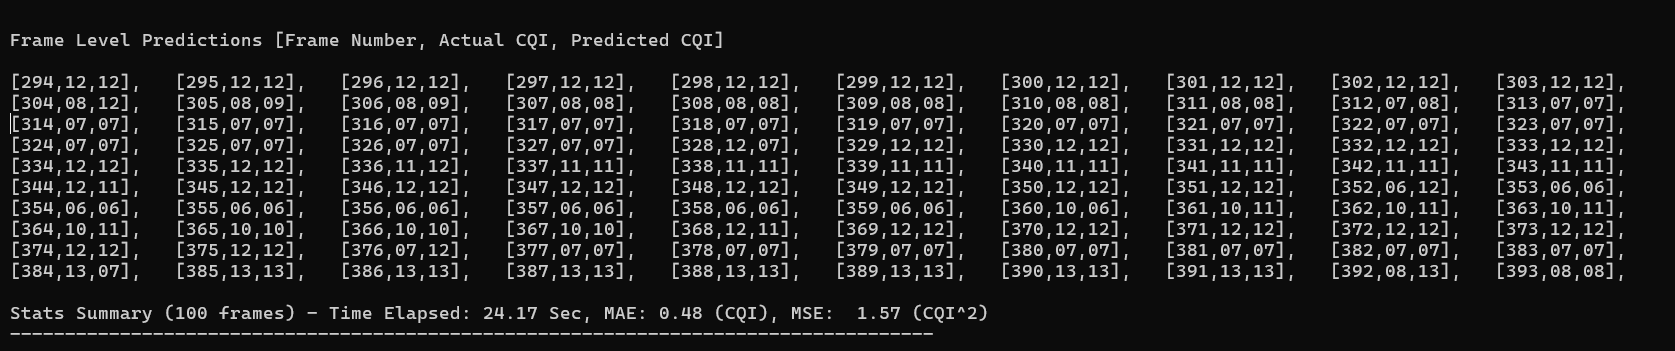 Frame Level Predictions [Frame Number, Actual CQI, Predicted CQI]
[294,12,12], [295,12,12], [296,12,12], [297,12,12], [298,12,12], [299,12,12], [300,12,12], [301,12,12], [302,12,12], [303,12,12],
[304,08,12], [305,08,09], [306,08,09], [307,08,08], [308,08,08], [309,08,08], [310,08,08], [311,08,08], [312,07,08], [313,07,07],
[314,07,07], [315,07,07], [316,07,07], [317,07,07], [318,07,07], [319,07,07], [320,07,07], [321,07,07], [322,07,07], [323,07,07],
[324,07,07], [325,07,07], [326,07,07], [327,07,07], [328,12,07], [329,12,12], [330,12,12], [331,12,12], [332,12,12], [333,12,12],
[334,12,12], [335,12,12], [336,11,12], [337,11,11], [338,11,11], [339,11,11], [340,11,11], [341,11,11], [342,11,11], [343,11,11],
[344,12,11], [345,12,12], [346,12,12], [347,12,12], [348,12,12], [349,12,12], [350,12,12], [351,12,12], [352,06,12], [353,06,06],
[354,06,06], [355,06,06], [356,06,06], [357,06,06], [358,06,06], [359,06,06], [360,10,06], [361,10,11], [362,10,11], [363,10,11],
[364,10,11], [365,10,10], [366,10,10], [367,10,10], [368,12,11], [369,12,12], [370,12,12], [371,12,12], [372,12,12], [373,12,12],
[374,12,12], [375,12,12], [376,07,12], [377,07,07], [378,07,07], [379,07,07], [380,07,07], [381,07,07], [382,07,07], [383,07,07],
[384,13,07], [385,13,13], [386,13,13], [387,13,13], [388,13,13], [389,13,13], [390,13,13], [391,13,13], [392,08,13], [393,08,08],
Stats Summary (100 frames) - Time Elapsed: 24.17 Sec, MAE: 0.48 (CQI), MSE:  1.57 (CQI^2)
------------------------------------------------------------------------------------